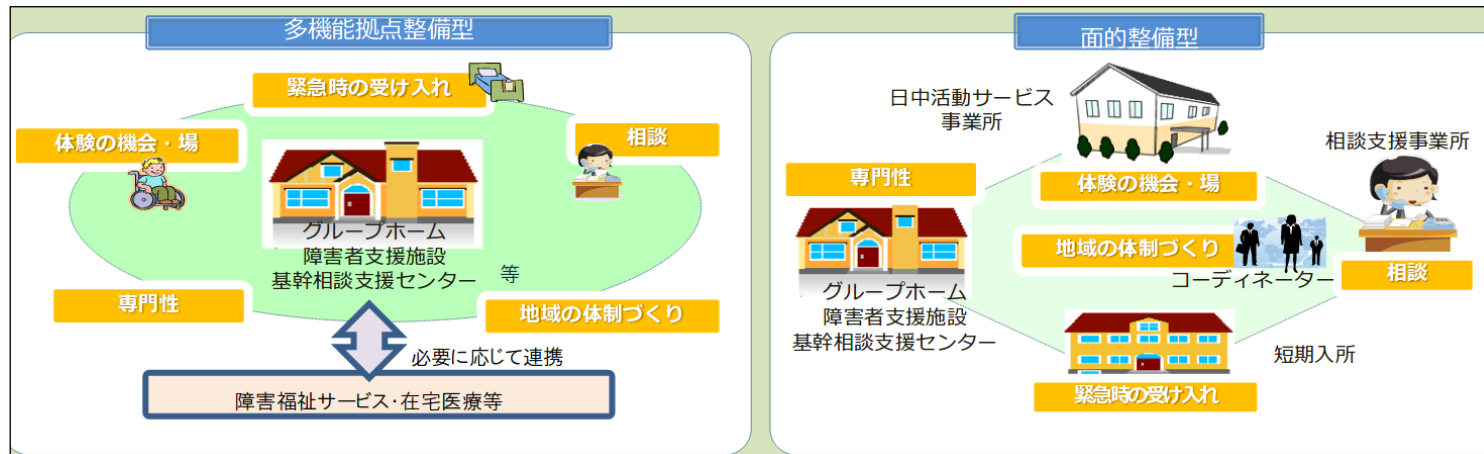 多機能拠点整備型
緊急時の受け入れ
体験の機会・場
相談
グループホーム
障害者支援施設
基幹相談支援センター 等
専門性
地域の体制づくり
必要に応じて連携
障害福祉サービス・在宅医療等
面的整備型
日中活動サービス
事業所
相談支援事業所
専門性
体験の機会・場
地域の体制づくり
コーディネーター
相談
グループホーム
障害者支援施設
基幹相談支援センター
短期入所
緊急時の受け入れ